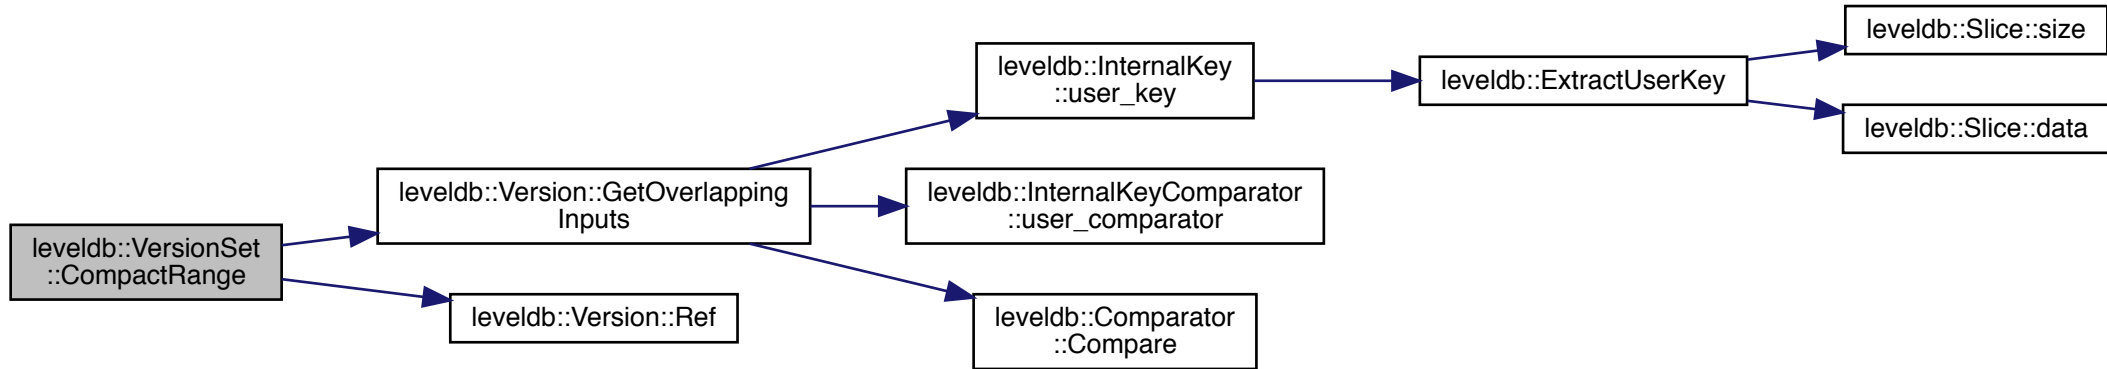 leveldb::VersionSet
::CompactRange
leveldb::Version::GetOverlapping
Inputs
leveldb::Version::Ref
leveldb::InternalKey
::user_key
leveldb::InternalKeyComparator
::user_comparator
leveldb::Comparator
::Compare
leveldb::ExtractUserKey
leveldb::Slice::size
leveldb::Slice::data